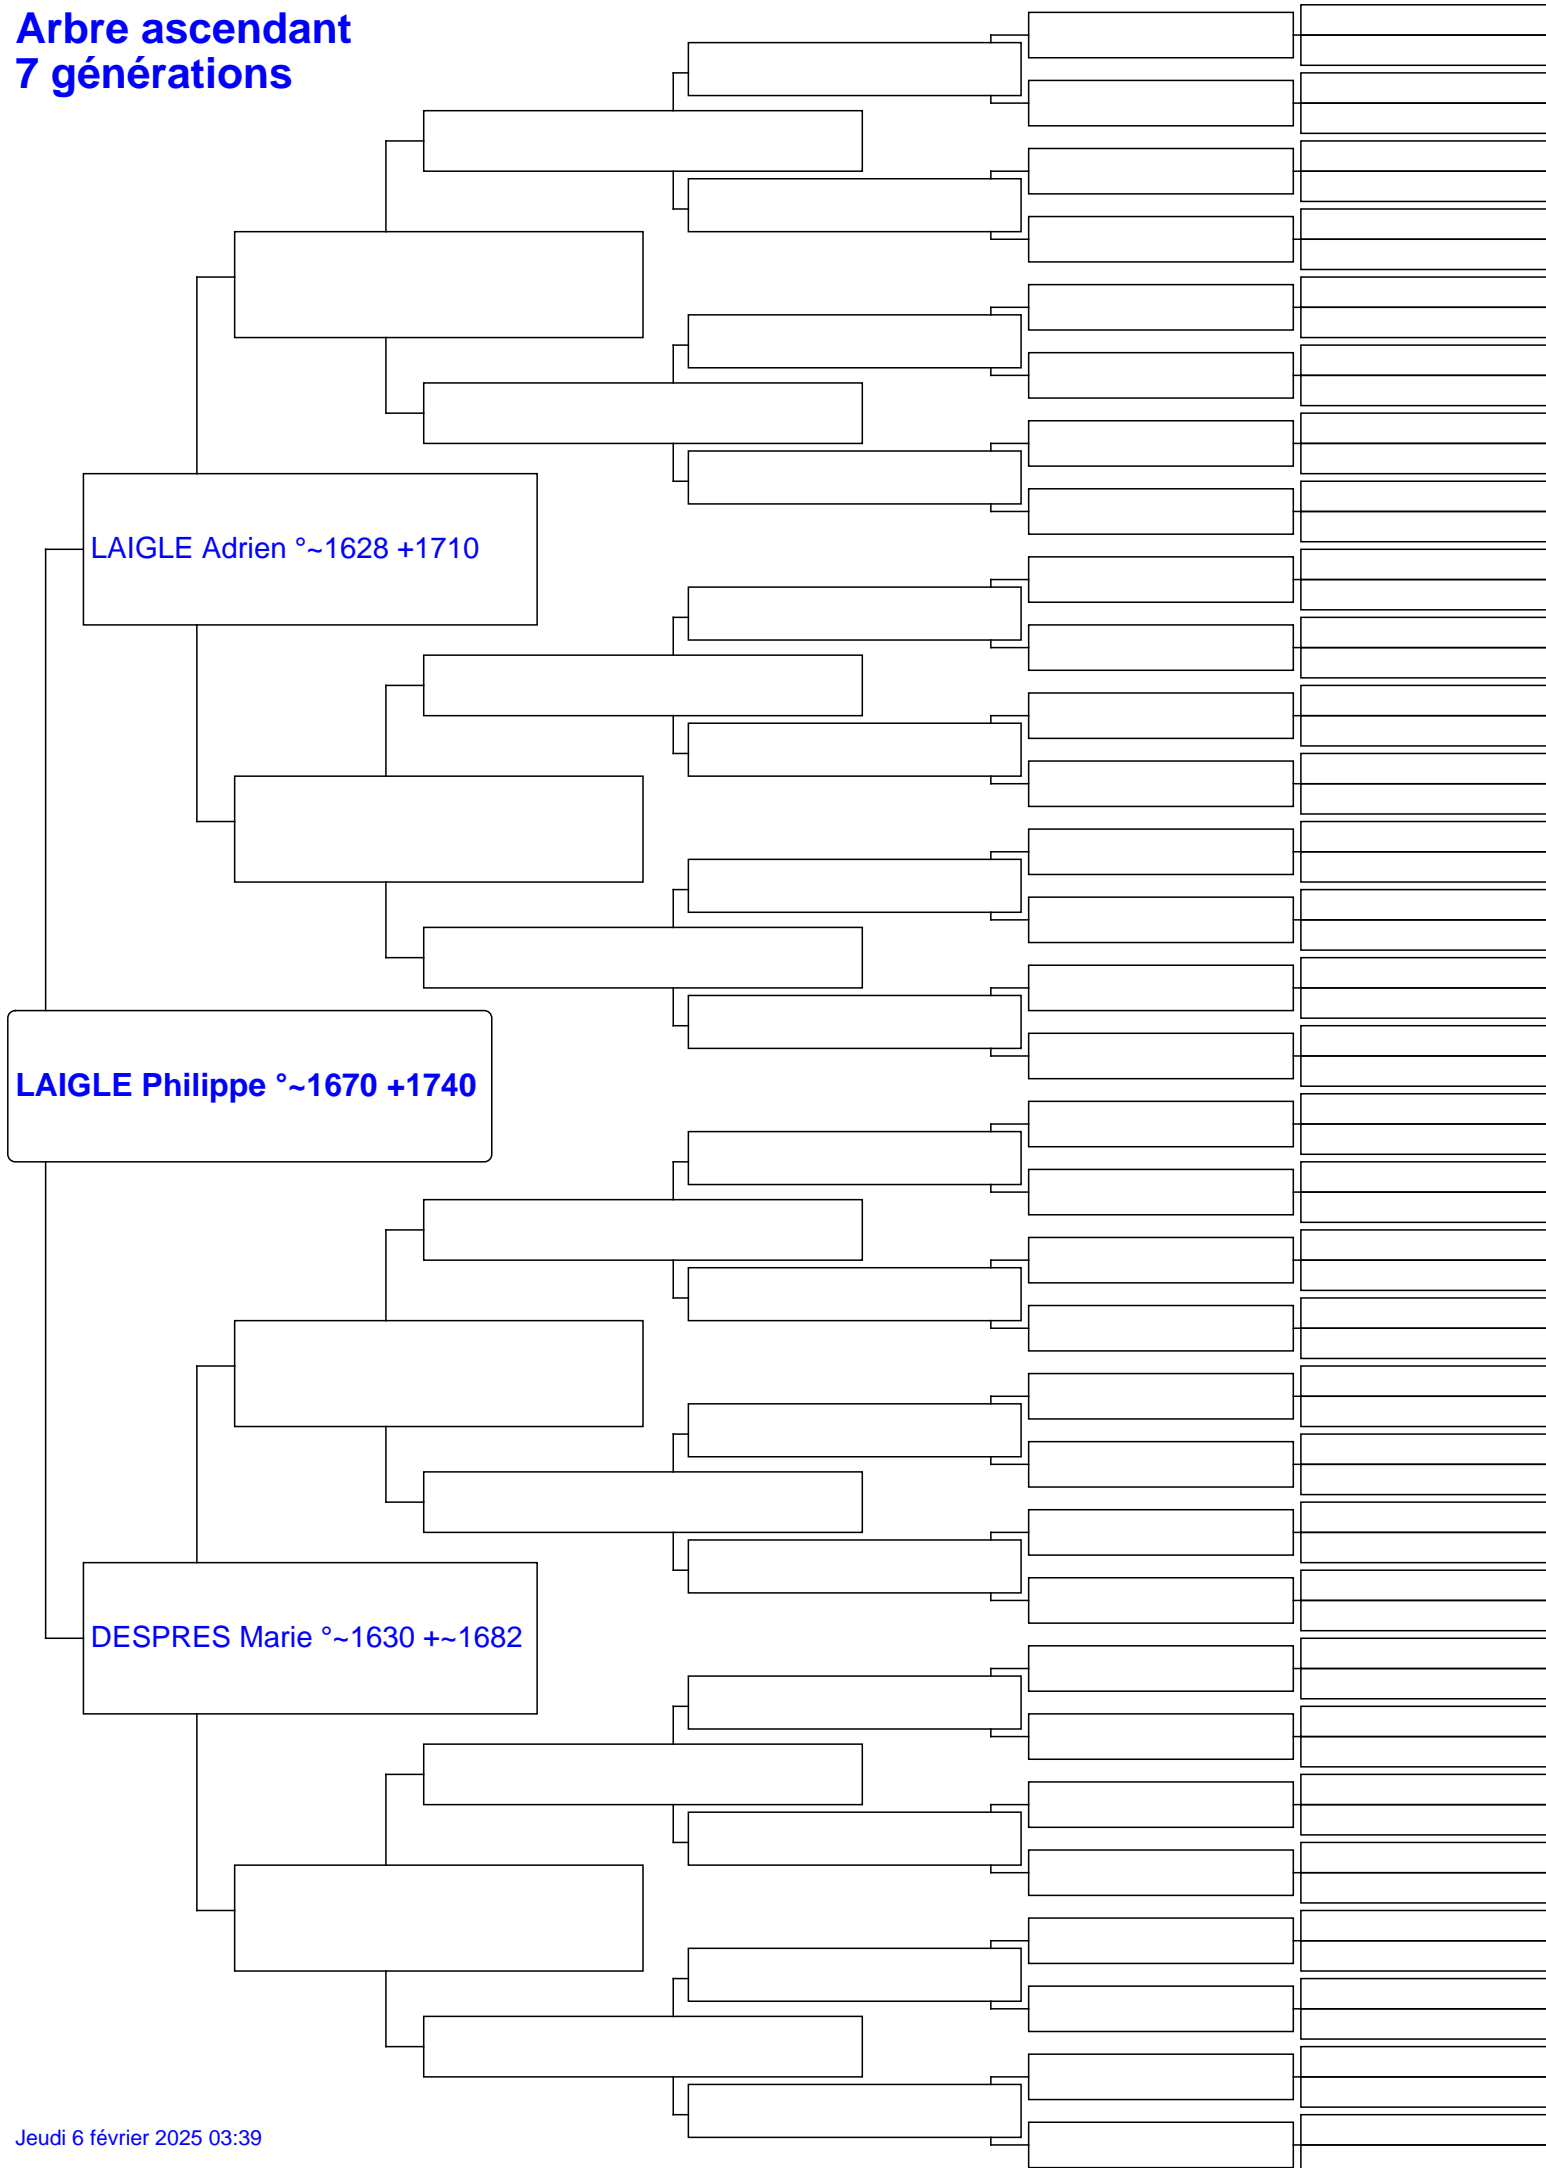 Arbre ascendant
7 générations
LAIGLE Adrien °~1628 +1710
LAIGLE Philippe °~1670 +1740
DESPRES Marie °~1630 +~1682
Jeudi 6 février 2025 03:39